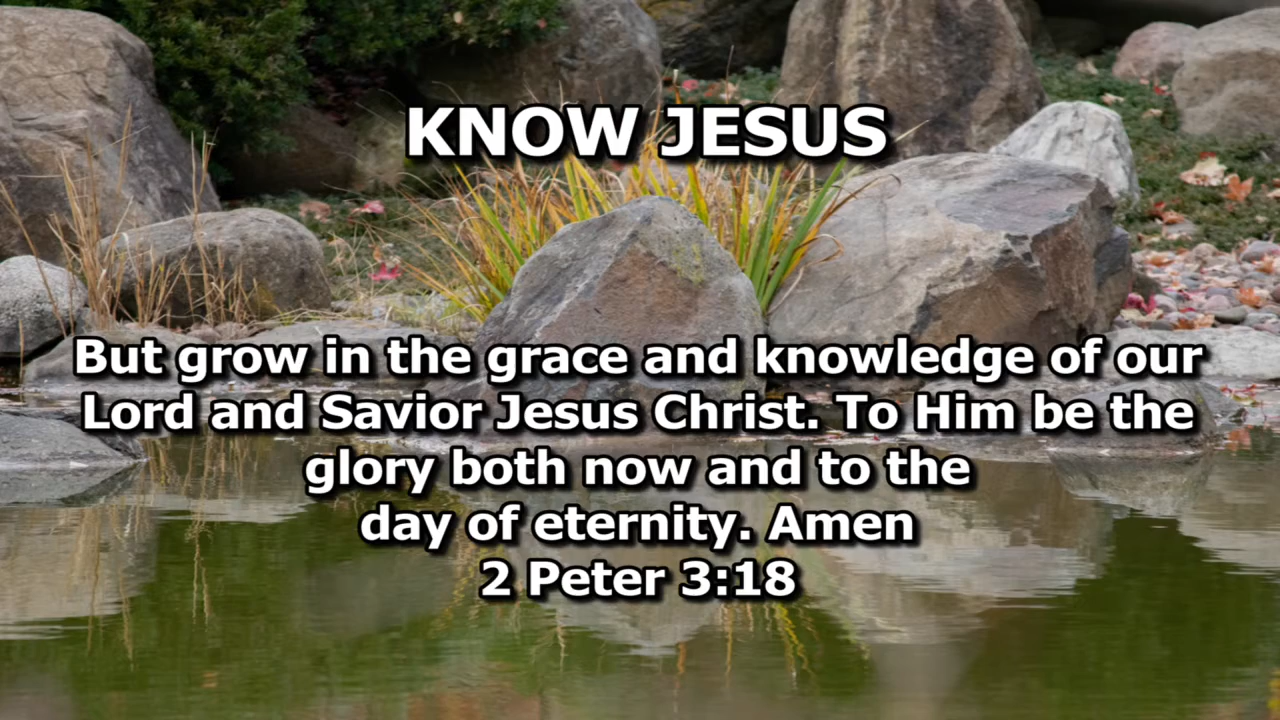 KNOW JESUS
But grow in the grace and knowledge of our
Lord and Savior Jesus Christ. To Him be the
glory both now and to the
day of eternity. Amen
2 Peter 3:18